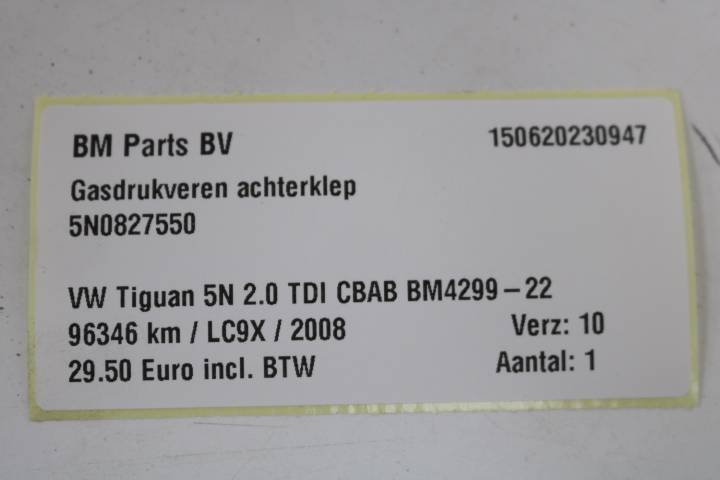 BM Parts BV 150620230947
Gasdrukveren achterklep
5N0827550
VW Tiguan 5N 2.0 TDI CBAB BM4299-22
96346 km / LC9X / 2008 Verz: 10
29.50 Euro incl. BTW Aantal: 1